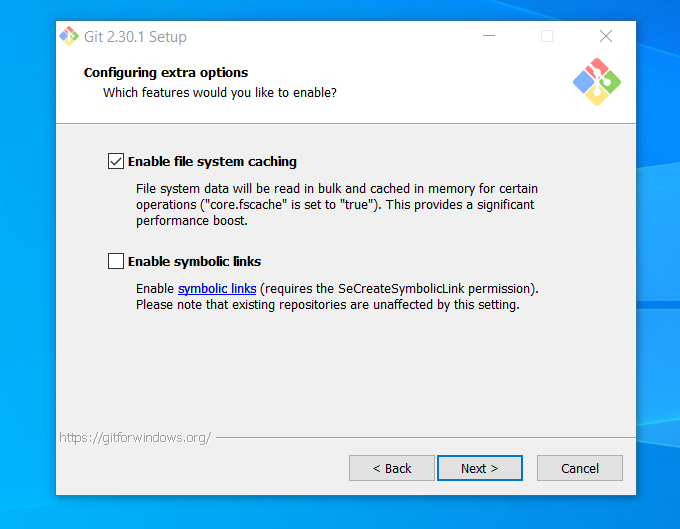 Git 2.30.1 Setup
Configuring extra options
Which features would you like to enable?
Enable file system caching
File system data will be read in bulk and cached in memory for certain
operations ("core.fscache" is set to "true"). This provides a significant
performance boost.
Enable symbolic links
Enable symbolic links (requires the SeCreateSymbolicLink permission).
Please note that existing repositories are unaffected by this setting.
https://gitforwindows.org/
< Back
Next >
Cancel